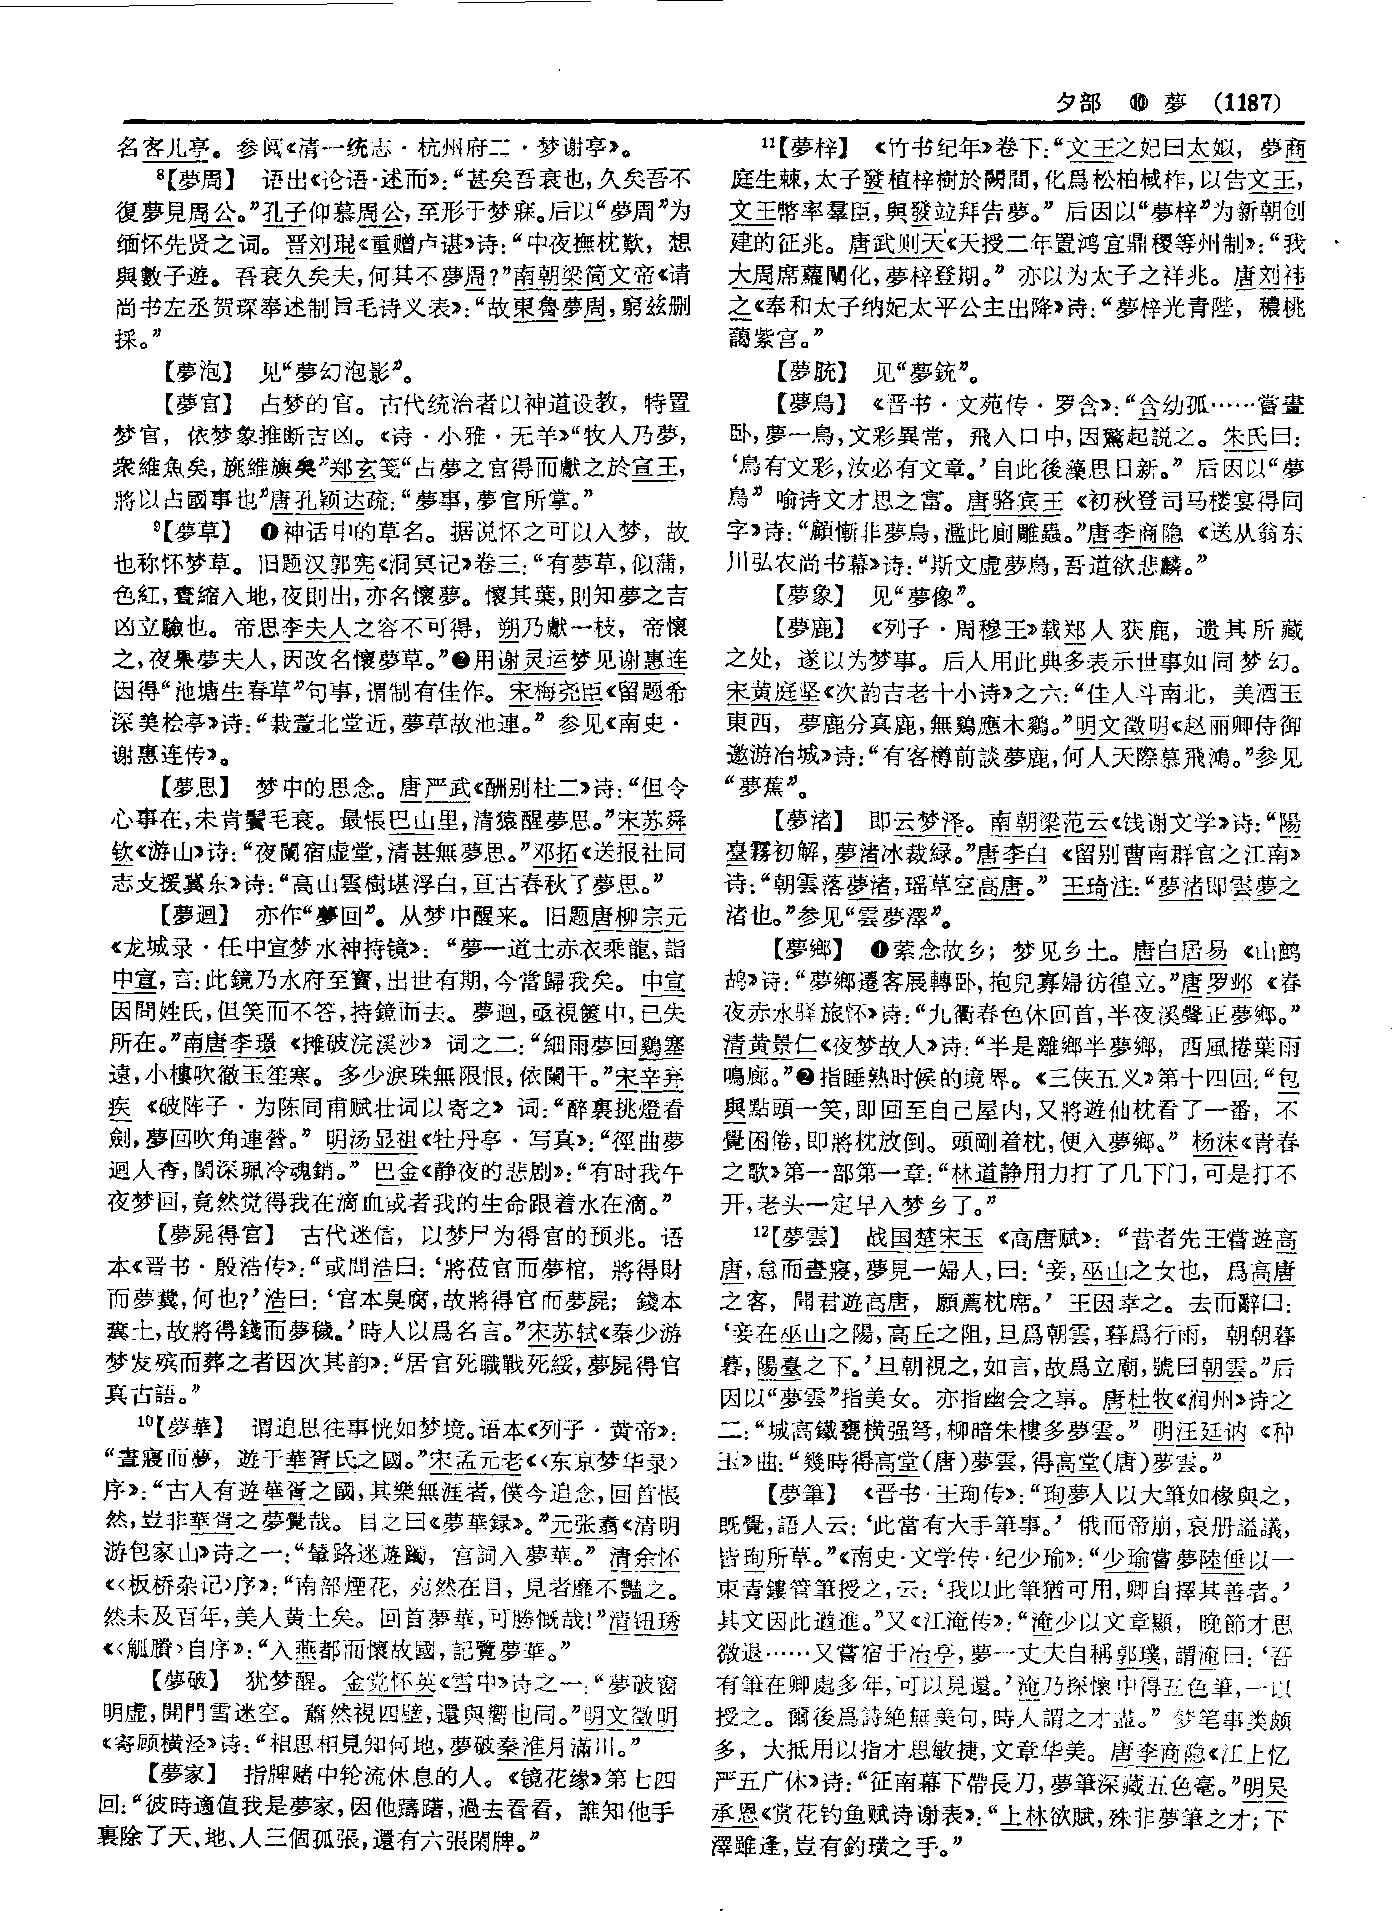 夕部 ⑩ 夢 (1187)
名客儿亭。参阅《清一统志·杭州府二·梦谢亭》。
8【夢周】 语出《论语·述而》:“甚矣吾衰也,久矣吾不
復夢見周公。”孔子仰慕周公,至形于梦寐。后以“夢周”为
缅怀先贤之词。晋刘琨《重赠卢谌》诗:“中夜撫枕歎,想
與數子遊。吾衰久矣夫,何其不夢周?”南朝梁简文帝《请
尚书左丞贺琛奉述制旨毛诗义表》:“故東魯夢周,窮兹删
採。”
【夢泡】 见“夢幻泡影”。
【夢官】 占梦的官。古代统治者以神道设教,特置
梦官,依梦象推断吉凶。《诗·小雅·无羊》“牧人乃夢,
衆維魚矣,旐維旟矣”郑玄笺“占夢之官得而獻之於宣王,
將以占國事也”唐孔颖达疏:“夢事,夢官所掌。”
9【夢草】 ❶神话中的草名。据说怀之可以入梦,故
也称怀梦草。旧题汉郭宪《洞冥记》卷三:“有夢草,似蒲,
色紅,晝縮入地,夜則出,亦名懷夢。懷其葉,則知夢之吉
凶立驗也。帝思李夫人之容不可得,朔乃獻一枝,帝懷
之,夜果夢夫人,因改名懷夢草。”❷用谢灵运梦见谢惠连
因得“池塘生春草”句事,谓制有佳作。宋梅尧臣《留题希
深美桧亭》诗:“栽萱北堂近,夢草故池連。” 参见《南史·
谢惠连传》。
【夢思】 梦中的思念。唐严武《酬别杜二》诗:“但令
心事在,未肯鬢毛衰。最悵巴山里,清猿醒夢思。”宋苏舜
钦《游山》诗:“夜闌宿虚堂,清甚無夢思。”邓拓《送报社同
志支援冀东》诗:“高山雲樹堪浮白,亘古春秋了夢思。”
【夢迴】 亦作“夢回”。从梦中醒来。旧题唐柳宗元
《龙城录·任中宣梦水神持镜》:“夢一道士赤衣乘龍,詣
中宣,言:此鏡乃水府至寶,出世有期,今當歸我矣。中宣
因問姓氏,但笑而不答,持鏡而去。夢迴,亟視篋中,已失
所在。”南唐李璟《摊破浣溪沙》词之二:“細雨夢回鷄塞
遠,小樓吹徹玉笙寒。多少淚珠無限恨,依闌干。”宋辛弃
疾《破阵子·为陈同甫赋壮词以寄之》词:“醉裏挑燈看
劍,夢回吹角連營。”明汤显祖《牡丹亭·写真》:“徑曲夢
迴人杳,閨深珮冷魂銷。” 巴金《静夜的悲剧》:“有时我午
夜梦回,竟然觉得我在滴血或者我的生命跟着水在滴。”
【夢屍得官】 古代迷信,以梦尸为得官的预兆。语
本《晋书·殷浩传》:“或問浩曰:‘將莅官而夢棺,將得財
而夢糞,何也?’浩曰:‘官本臭腐,故將得官而夢屍;錢本
糞土,故將得錢而夢穢。’時人以爲名言。”宋苏轼《秦少游
梦发殡而葬之者因次其韵》:“居官死職戰死綏,夢屍得官
真古語。”
10【夢華】 谓追思往事恍如梦境。语本《列子·黄帝》:
“晝寢而夢,遊于華胥氏之國。”宋孟元老《〈东京梦华录〉
序》:“古人有遊華胥之國,其樂無涯者,僕今追念,回首悵
然,豈非華胥之夢覺哉。目之曰《夢華録》。”元张翥《清明
游包家山》诗之一:“輦路迷遊躅,宫詞入夢華。” 清余怀
《〈板桥杂记〉序》:“南部煙花,宛然在目,見者靡不豔之。
然未及百年,美人黄土矣。回首夢華,可勝慨哉!”清钮琇
《〈觚賸〉自序》:“入燕都而懷故國,記覽夢華。”
【夢破】 犹梦醒。金党怀英《雪中》诗之一:“夢破窗
明虚,開門雪迷空。蕭然視四壁,還與嚮也同。”明文徵明
《寄顾横泾》诗:“相思相見知何地,夢破秦淮月滿川。”
【夢家】 指牌赌中轮流休息的人。《镜花缘》第七四
回:“彼時適值我是夢家,因他躊躇,過去看看,誰知他手
裏除了天、地、人三個孤張,還有六張閑牌。”
11【夢梓】 《竹书纪年》卷下:“文王之妃曰太姒,夢商
庭生棘,太子發植梓樹於闕間,化爲松柏棫柞,以告文王,
文王幣率羣臣,與發竝拜告夢。” 后因以“夢梓”为新朝创
建的征兆。唐武则天《天授二年置鸿宜鼎稷等州制》:“我
大周席蘿闡化,夢梓登期。” 亦以为太子之祥兆。唐刘祎
之《奉和太子纳妃太平公主出降》诗:“夢梓光青陛,穠桃
藹紫宫。”
【夢朊】 见“夢銃”。
【夢鳥】 《晋书·文苑传·罗含》:“含幼孤……嘗晝
卧,夢一鳥,文彩異常,飛入口中,因驚起説之。朱氏曰:
‘鳥有文彩,汝必有文章。’自此後藻思日新。” 后因以“夢
鳥” 喻诗文才思之富。唐骆宾王《初秋登司马楼宴得同
字》诗:“顧慚非夢鳥,濫此厠雕蟲。”唐李商隐《送从翁东
川弘农尚书幕》诗:“斯文虚夢鳥,吾道欲悲麟。”
【夢象】 见“夢像”。
【夢鹿】 《列子·周穆王》载郑人获鹿,遗其所藏
之处,遂以为梦事。后人用此典多表示世事如同梦幻。
宋黄庭坚《次韵吉老十小诗》之六:“佳人斗南北,美酒玉
東西,夢鹿分真鹿,無鷄應木鷄。”明文徵明《赵丽卿侍御
邀游冶城》诗:“有客樽前談夢鹿,何人天際慕飛鴻。”参见
“夢蕉”。
【夢渚】 即云梦泽。南朝梁范云《饯谢文学》诗:“陽
臺霧初解,夢渚冰裁緑。”唐李白《留别曹南群官之江南》
诗:“朝雲落夢渚,瑶草空高唐。” 王琦注:“夢渚即雲夢之
渚也。”参见“雲夢澤”。
【夢鄉】 ❶萦念故乡;梦见乡土。唐白居易《山鹧
鸪》诗:“夢鄉遷客展轉卧,抱兒寡婦彷徨立。”唐罗邺《春
夜赤水驿旅怀》诗:“九衢春色休回首,半夜溪聲正夢鄉。”
清黄景仁《夜梦故人》诗:“半是離鄉半夢鄉,西風捲葉雨
鳴廊。”❷指睡熟时候的境界。《三侠五义》第十四回:“包
與點頭一笑,即回至自己屋内,又將遊仙枕看了一番,不
覺困倦,即將枕放倒。頭剛着枕,便入夢鄉。” 杨沫《青春
之歌》第一部第一章:“林道静用力打了几下门,可是打不
开,老头一定早入梦乡了。”
12【夢雲】 战国楚宋玉《高唐赋》:“昔者先王嘗遊高
唐,怠而晝寢,夢見一婦人,曰:‘妾,巫山之女也,爲高唐
之客,聞君遊高唐,願薦枕席。’王因幸之。去而辭曰:
‘妾在巫山之陽,高丘之阻,旦爲朝雲,暮爲行雨,朝朝暮
暮,陽臺之下。’旦朝視之,如言,故爲立廟,號曰朝雲。”后
因以“夢雲”指美女。亦指幽会之事。唐杜牧《润州》诗之
二:“城高鐵甕横强弩,柳暗朱樓多夢雲。” 明汪廷讷《种
玉》曲:“幾時得高堂(唐)夢雲,得高堂(唐)夢雲。”
【夢筆】 《晋书·王珣传》:“珣夢人以大筆如椽與之,
既覺,語人云:‘此當有大手筆事。’ 俄而帝崩,哀册謚議,
皆珣所草。”《南史·文学传·纪少瑜》:“少瑜嘗夢陸倕以一
束青鏤管筆授之,云:‘我以此筆猶可用,卿自擇其善者。’
其文因此遒進。”又《江淹传》:“淹少以文章顯,晚節才思
微退……又嘗宿于冶亭,夢一丈夫自稱郭璞,謂淹曰:‘吾
有筆在卿處多年,可以見還。’淹乃探懷中得五色筆,一以
授之。爾後爲詩絶無美句,時人謂之才盡。” 梦笔事类颇
多,大抵用以指才思敏捷,文章华美。唐李商隐《江上忆
严五广休》诗:“征南幕下帶長刀,夢筆深藏五色毫。”明吴
承恩《赏花钓鱼赋诗谢表》:“上林欲賦,殊非夢筆之才;下
澤雖逢,豈有釣璜之手。”